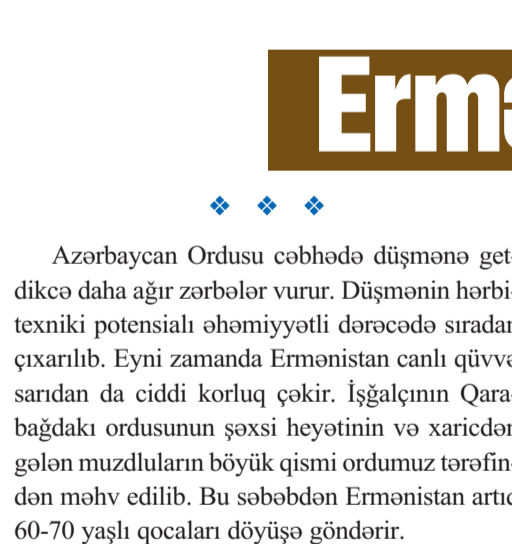 Ermə
Azərbaycan Ordusu cəbhədə düşmənə get-
dikcə daha ağır zərbələr vurur. Düşmənin hərbi-
texniki potensialı əhəmiyyətli dərəcədə sıradan
çıxarılıb. Eyni zamanda Ermənistan canlı qüvvə
sarıdan da ciddi korluq çəkir. İşğalçının Qara-
bağdakı ordusunun şəxsi heyətinin və xaricdən
gələn muzdluların böyük qismi ordumuz tərəfin-
dən məhv edilib. Bu səbəbdən Ermənistan artıq
60-70 yaşlı qocaları döyüşə göndərir.